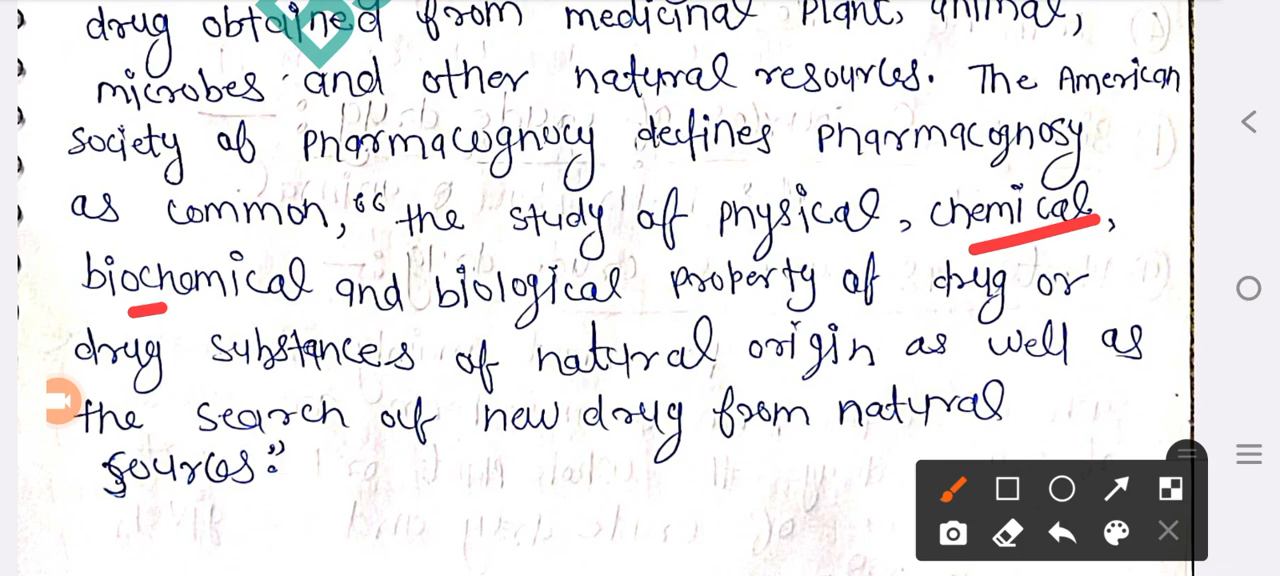 drug obtained from medicinal Plant, animal,
microbes and other natural resources. The American
society of pharmacognocy defines pharmacognosy
as common, "the study of physical, chemical,
biochemical and biological property of drug or
drug substances of natural origin as well as
the search of new drug from natural
sources."